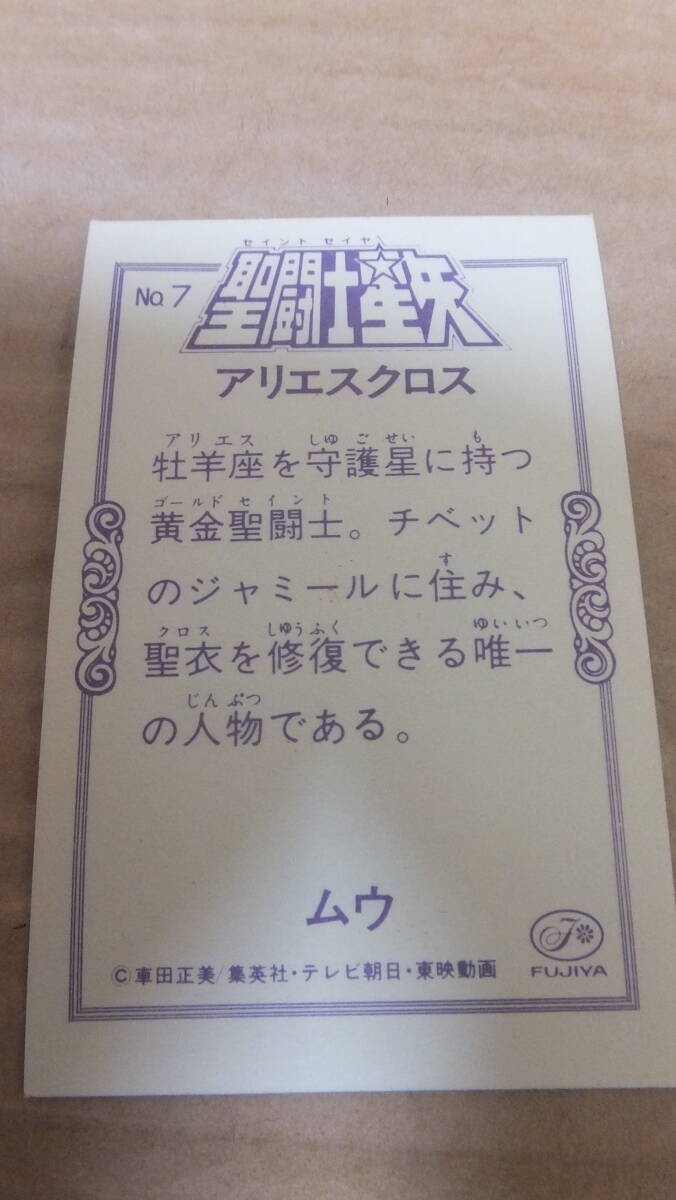 セイント セイヤ
No.7
聖闘士星矢
アリエスクロス
アリエス しゆ ご せい も
牡羊座を守護星に持つ
ゴールド セイント
黄金聖闘士。チベット
す
のジャミールに住み、
クロス しゆうふく ゆいいつ
聖衣を修復できる唯一
じん ぶつ
の人物である。
ムウ
F
©車田正美/集英社・テレビ朝日・東映動画
FUJIYA